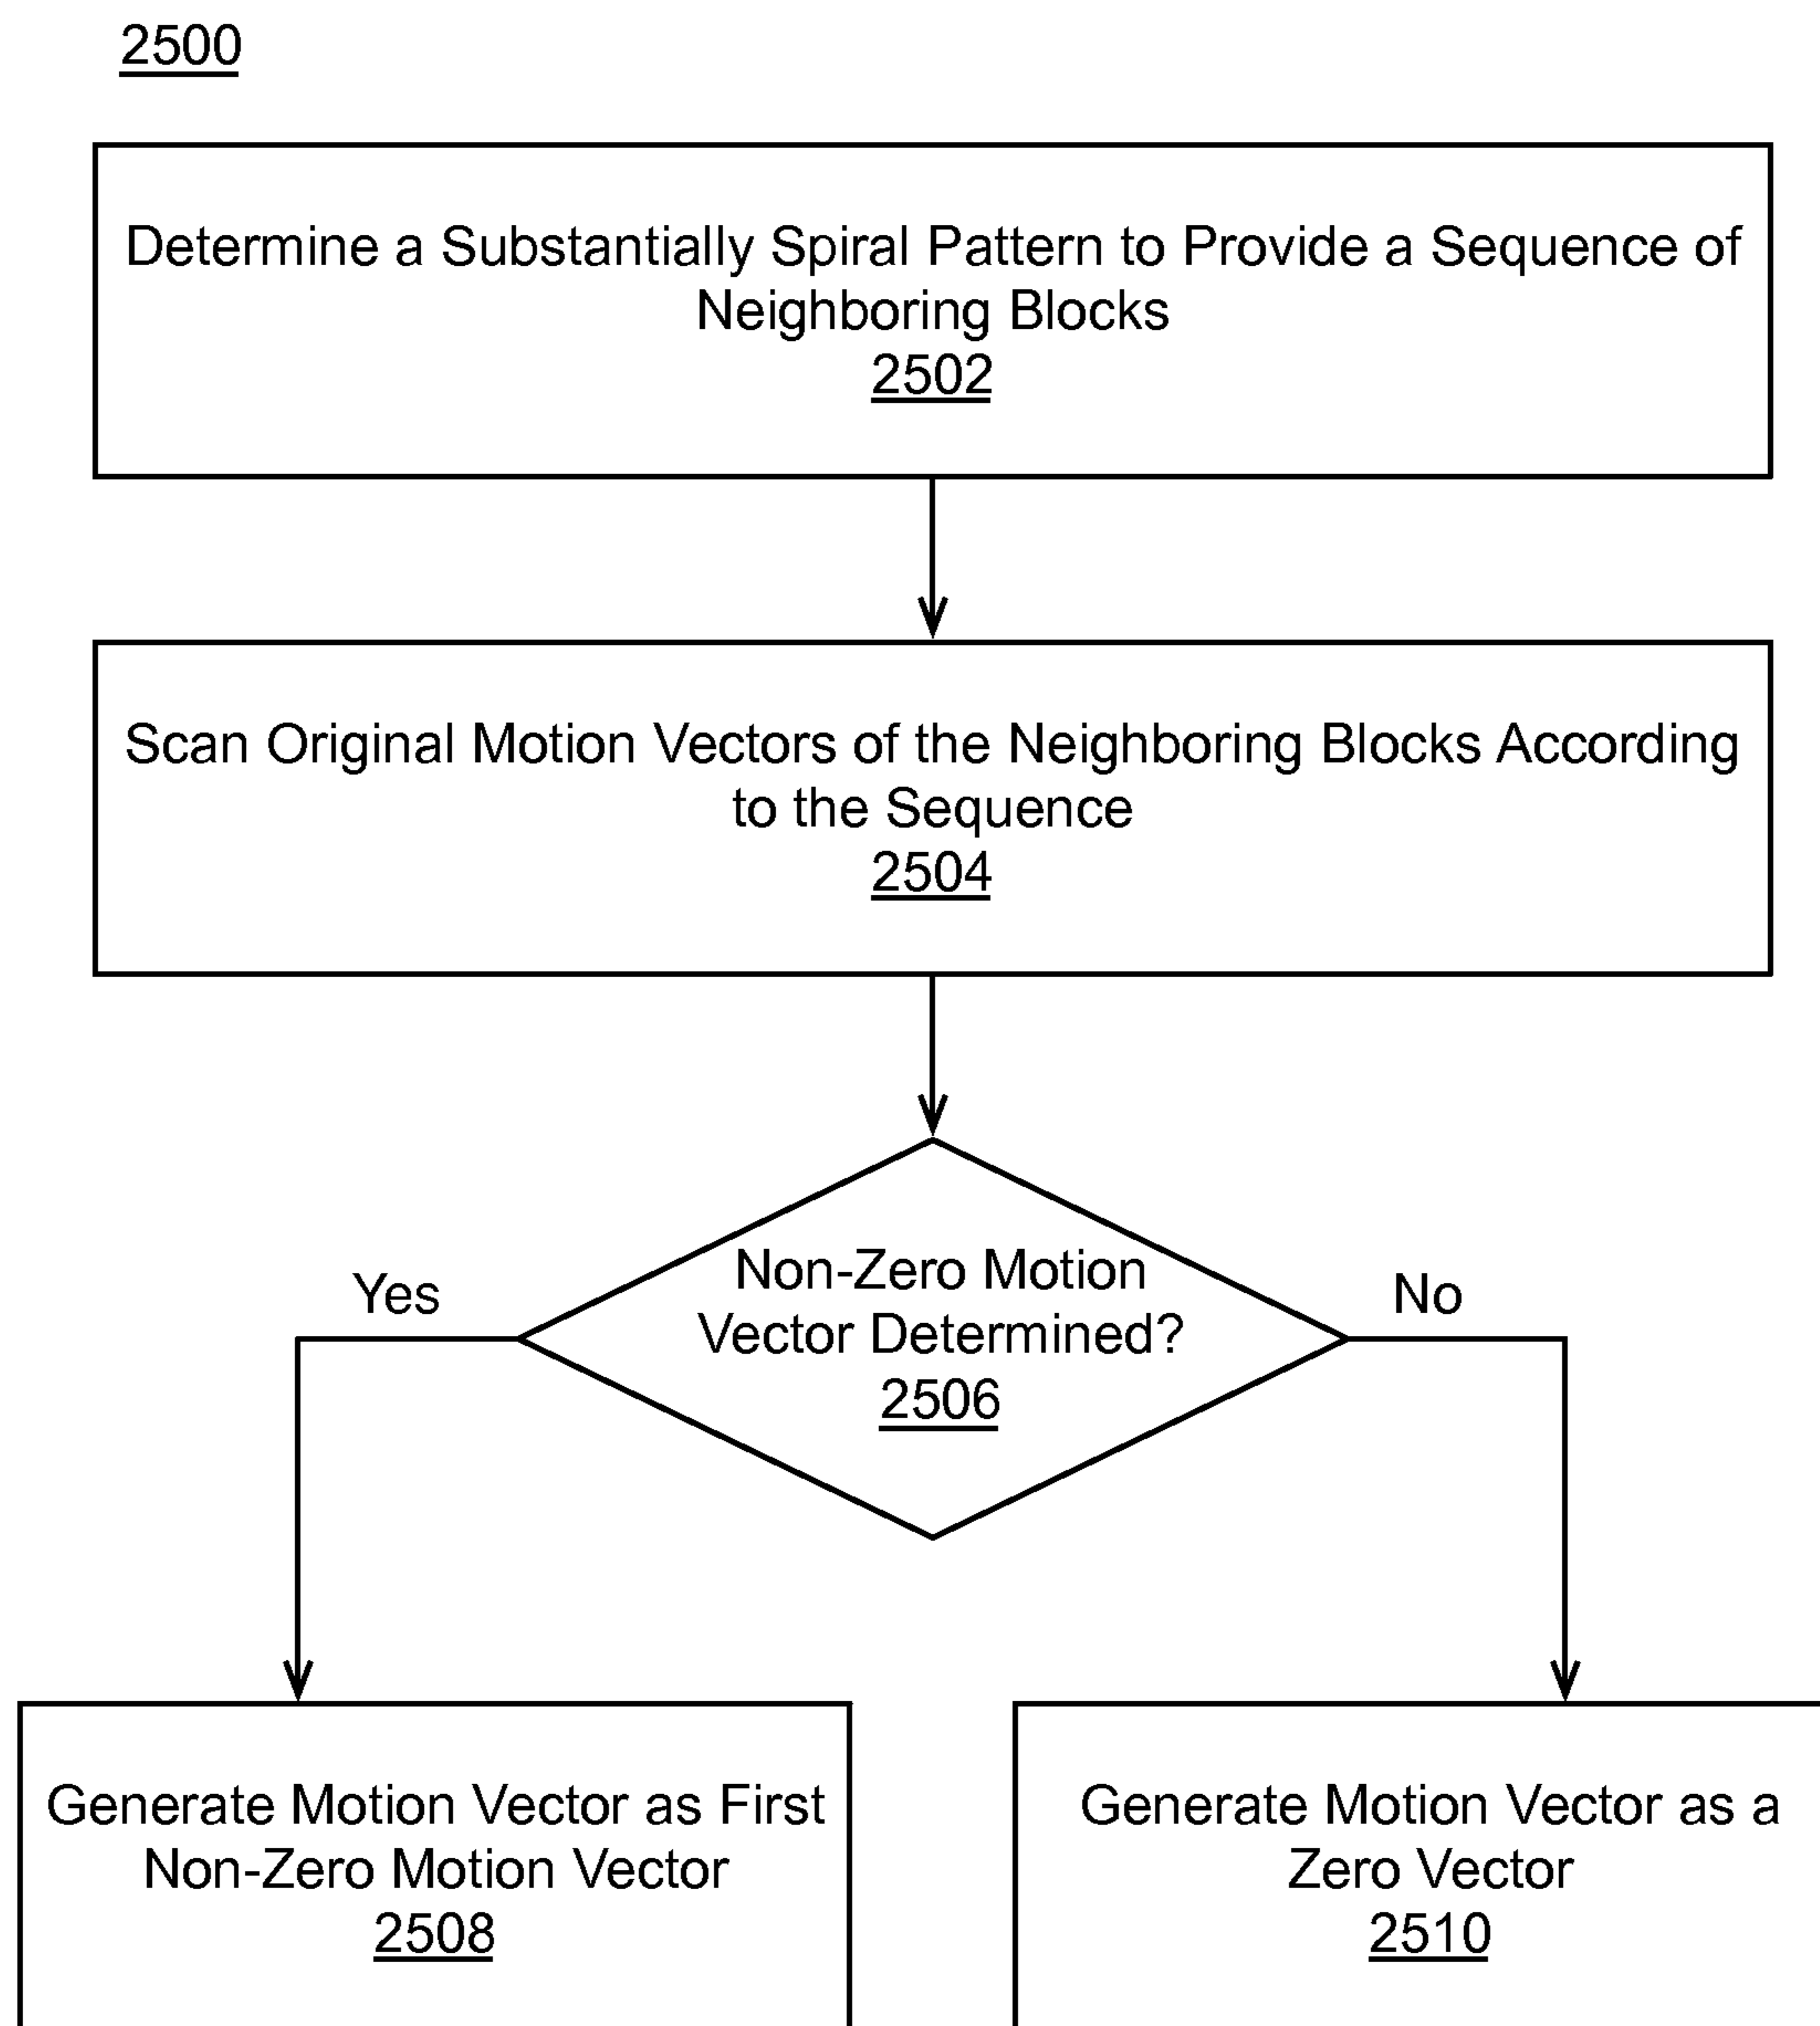 2500
Determine a Substantially Spiral Pattern to Provide a Sequence of
Neighboring Blocks
2502
Scan Original Motion Vectors of the Neighboring Blocks According
to the Sequence
2504
Non-Zero Motion
Vector Determined?
2506
Yes
No
Generate Motion Vector as First
Non-Zero Motion Vector
2508
Generate Motion Vector as a
Zero Vector
2510